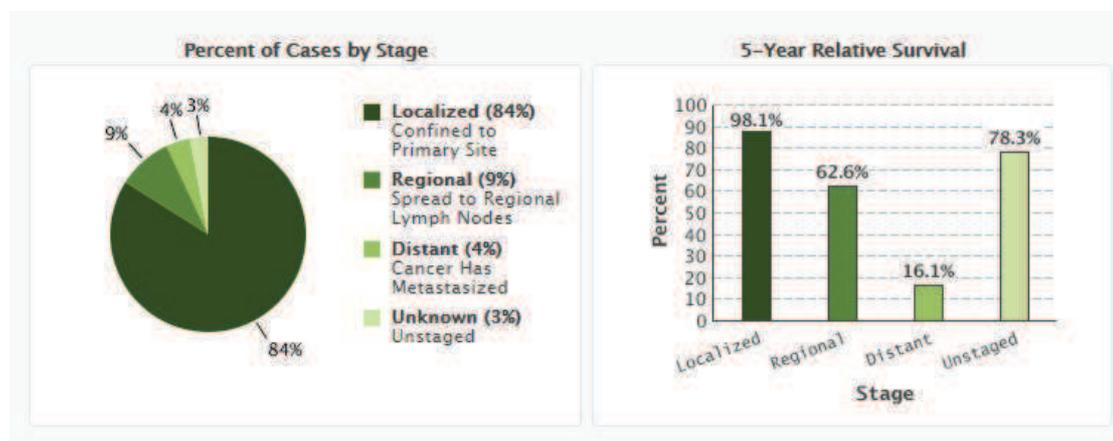 Percent of Cases by Stage
4%
3%
9%
84%
Localized (84%)
Confined to
Primary Site
Regional (9%)
Spread to Regional
Lymph Nodes
Distant (4%)
Cancer Has
Metastasized
Unknown (3%)
Unstaged
5-Year Relative Survival
Percent
100
90
80
70
60
50
40
30
20
10
0
98.1%
62.6%
16.1%
78.3%
Localized
Regional
Distant
Unstaged
Stage